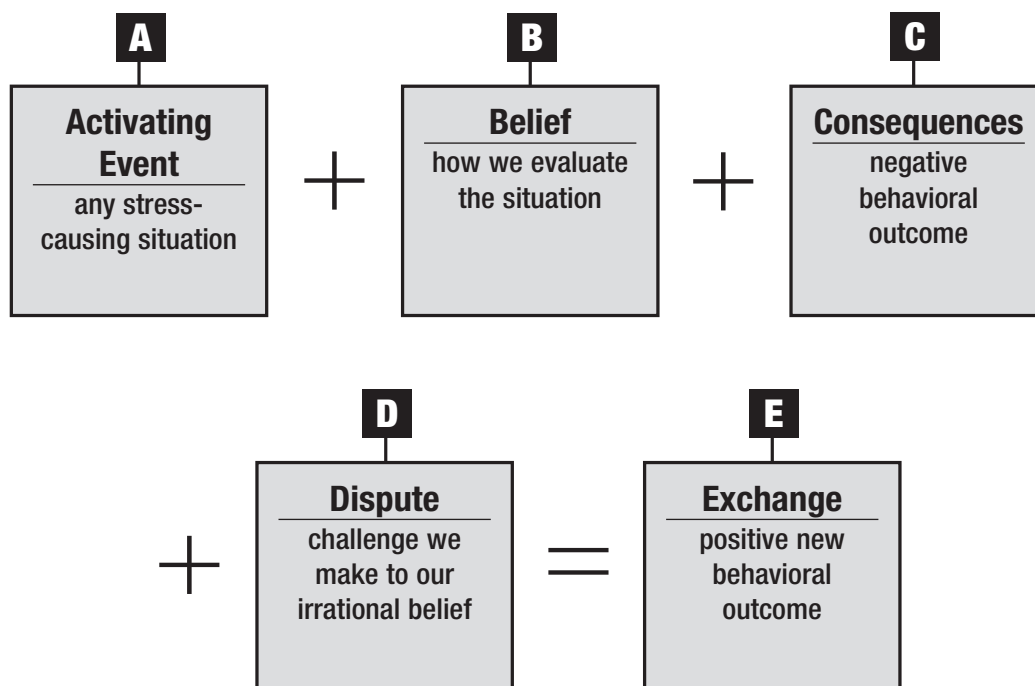 A
B
C
Activating
Event
any stress-
causing situation
+
Belief
how we evaluate
the situation
+
Consequences
negative
behavioral
outcome
D
E
+
Dispute
challenge we
make to our
irrational belief
=
Exchange
positive new
behavioral
outcome